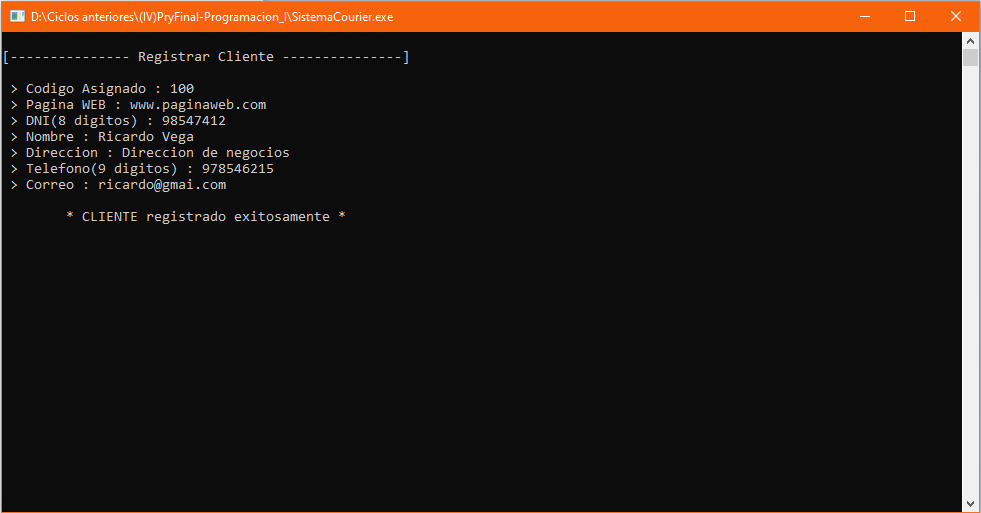 D:\Ciclos anteriores\(IV)PryFinal-Programacion_I\SistemaCourier.exe
[--------------- Registrar Cliente ---------------]
> Codigo Asignado : 100
> Pagina WEB : www.paginaweb.com
> DNI(8 digitos) : 98547412
> Nombre : Ricardo Vega
> Direccion : Direccion de negocios
> Telefono(9 digitos) : 978546215
> Correo : ricardo@gmai.com
* CLIENTE registrado exitosamente *